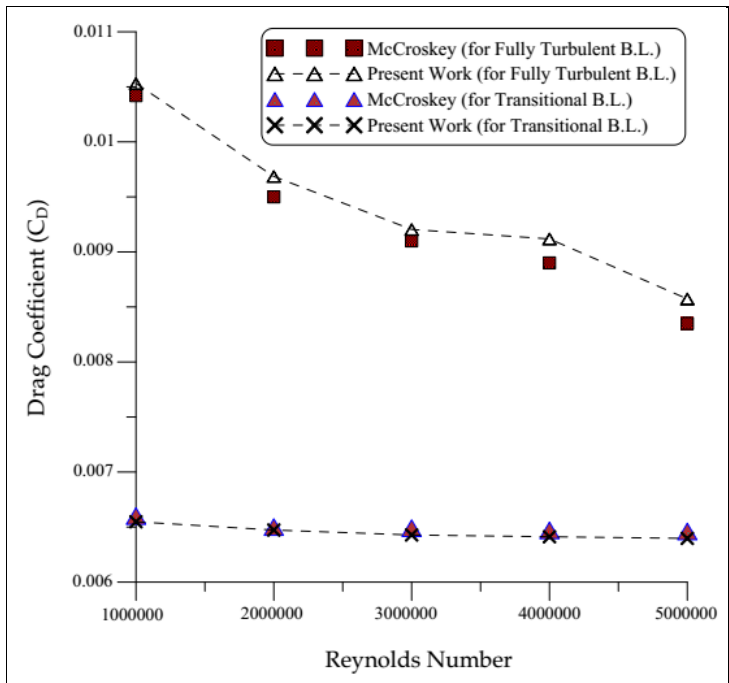 0.011
0.01
0.009
0.008
0.007
0.006
Drag Coefficient (C_D)
McCroskey (for Fully Turbulent B.L.)
Present Work (for Fully Turbulent B.L.)
McCroskey (for Transitional B.L.)
Present Work (for Transitional B.L.)
1000000 2000000 3000000 4000000 5000000
Reynolds Number